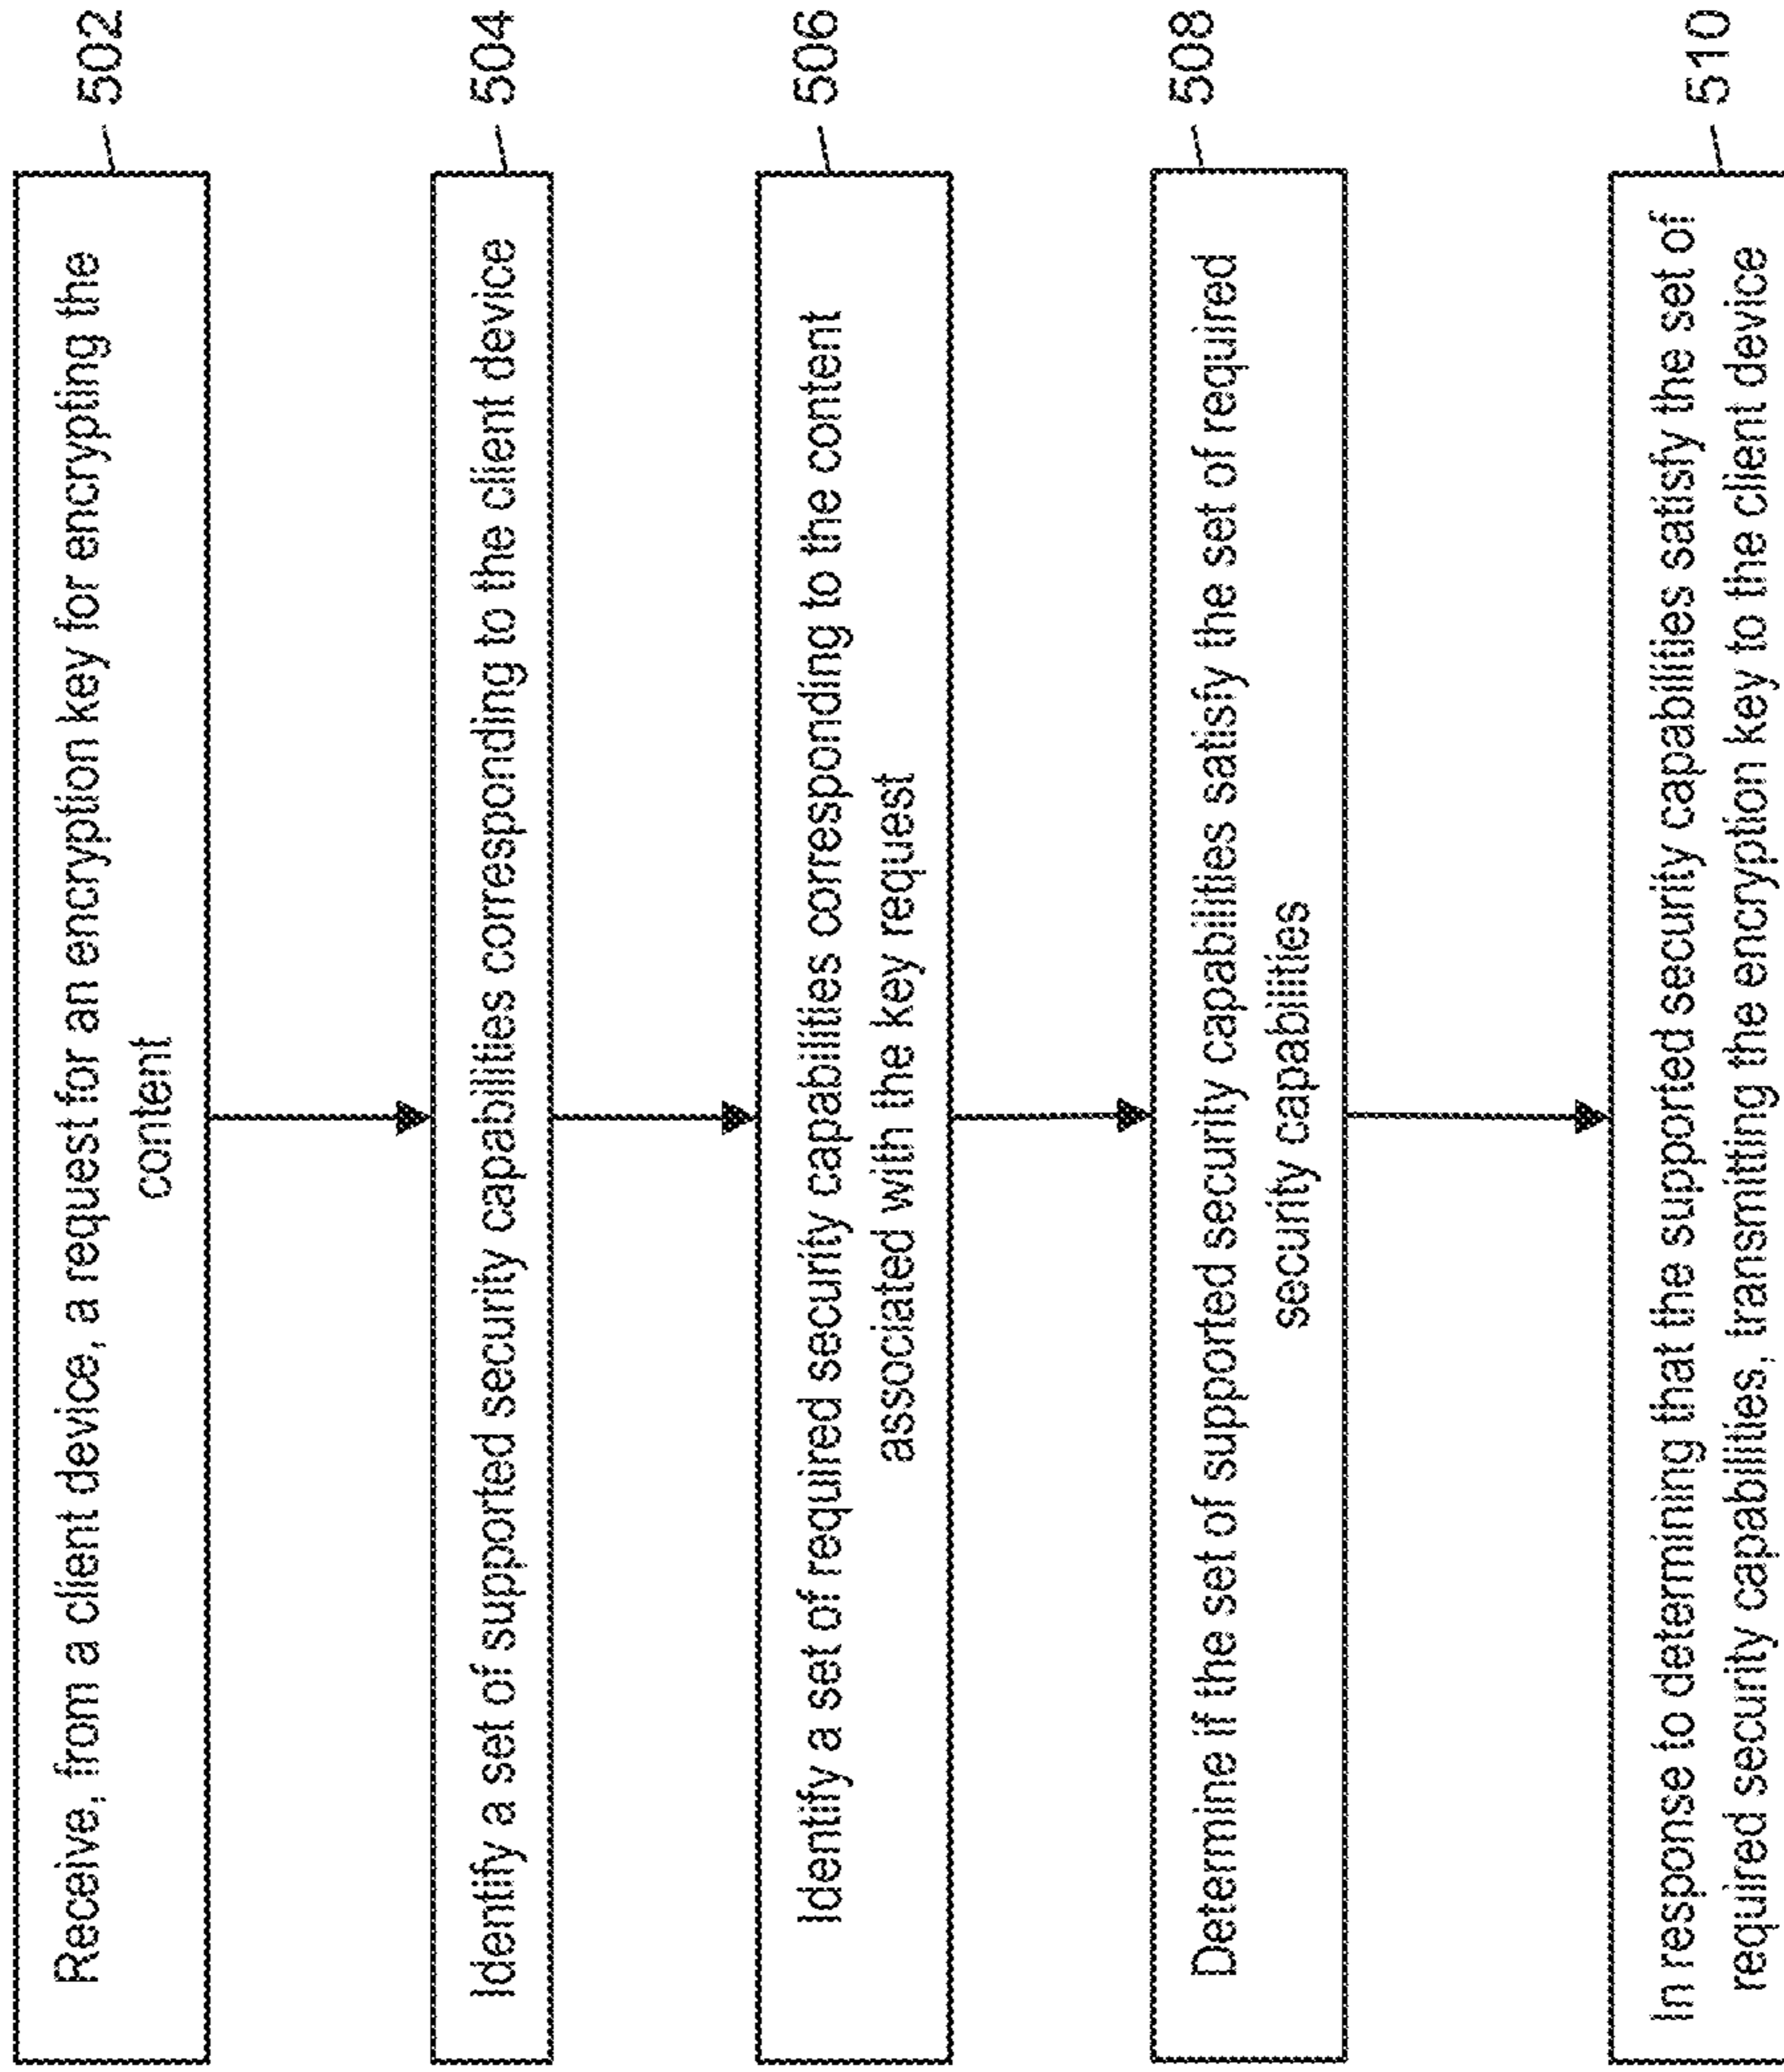 Receive, from a client device, a request for an encryption key for encrypting the
content
502
Identify a set of supported security capabilities corresponding to the client device
504
Identify a set of required security capabilities corresponding to the content
associated with the key request
506
Determine if the set of supported security capabilities satisfy the set of required
security capabilities
508
In response to determining that the supported security capabilities satisfy the set of
required security capabilities, transmitting the encryption key to the client device
510